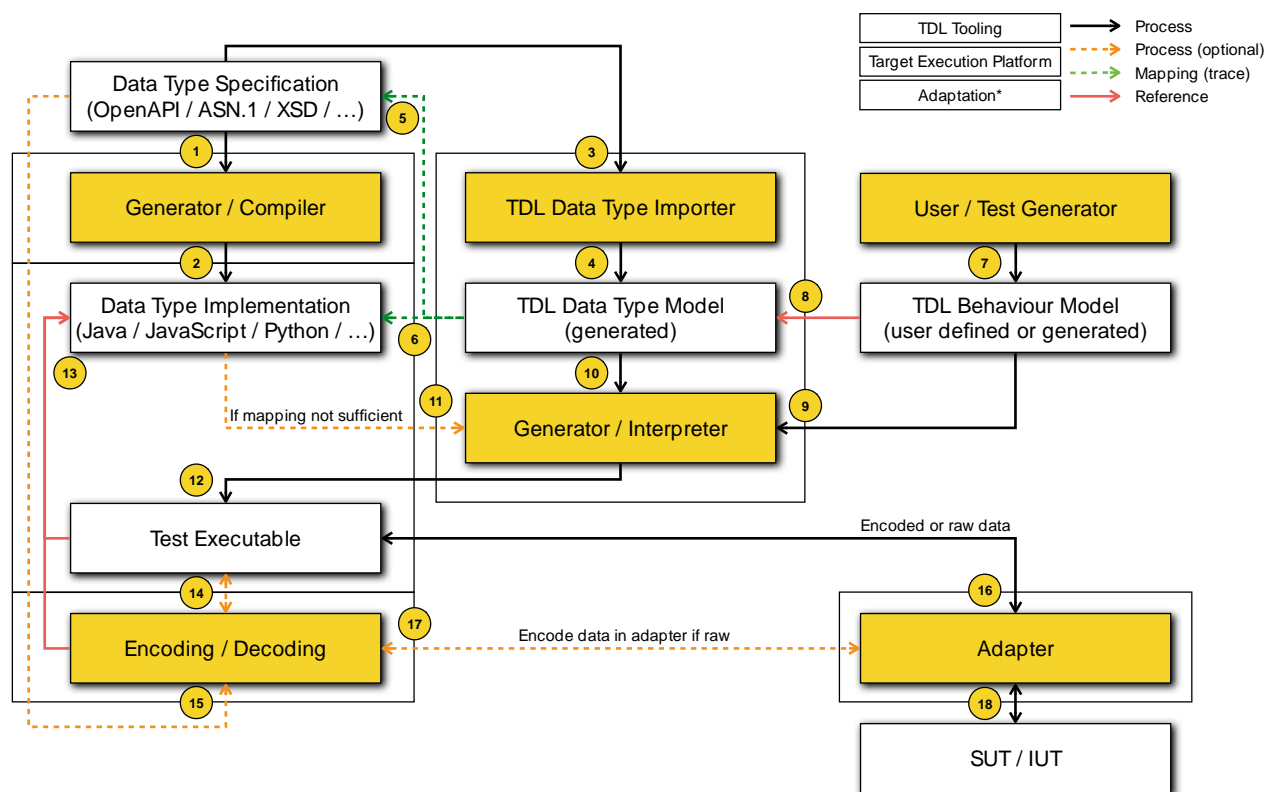 TDL Tooling
Process
Process (optional)
Target Execution Platform
Mapping (trace)
Adaptation*
Reference
Data Type Specification
(OpenAPI / ASN.1 / XSD / …)
5
1
3
Generator / Compiler
TDL Data Type Importer
User / Test Generator
2
4
7
Data Type Implementation
(Java / JavaScript / Python / …)
TDL Data Type Model
(generated)
8
TDL Behaviour Model
(user defined or generated)
6
13
10
11
9
If mapping not sufficient
Generator / Interpreter
12
Test Executable
Encoded or raw data
14
16
17
Encoding / Decoding
Encode data in adapter if raw
Adapter
15
18
SUT / IUT